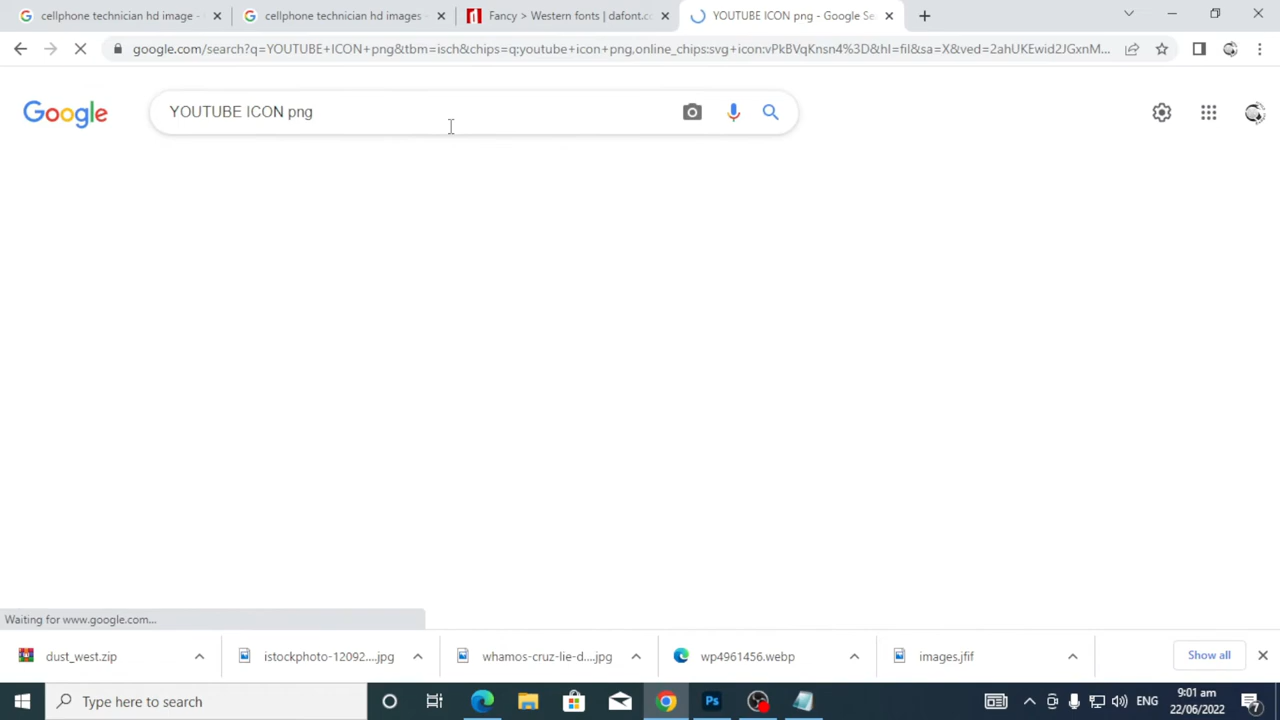 cellphone technician hd image -
cellphone technician hd images -
Fancy > Western fonts | dafont.co
YOUTUBE ICON png - Google Se
google.com/search?q=YOUTUBE+ICON+png&tbm=isch&chips=q:youtube+icon+png,online_chips:svg+icon:vPkBVqKnsn4%3D&hl=fil&sa=X&ved=2ahUKEwid2JGxnM...
Google
YOUTUBE ICON png
Waiting for www.google.com...
dust_west.zip
istockphoto-12092....jpg
whamos-cruz-lie-d....jpg
wp4961456.webp
images.jfif
Show all
Type here to search
Ps
ENG
9:01 am
22/06/2022
7